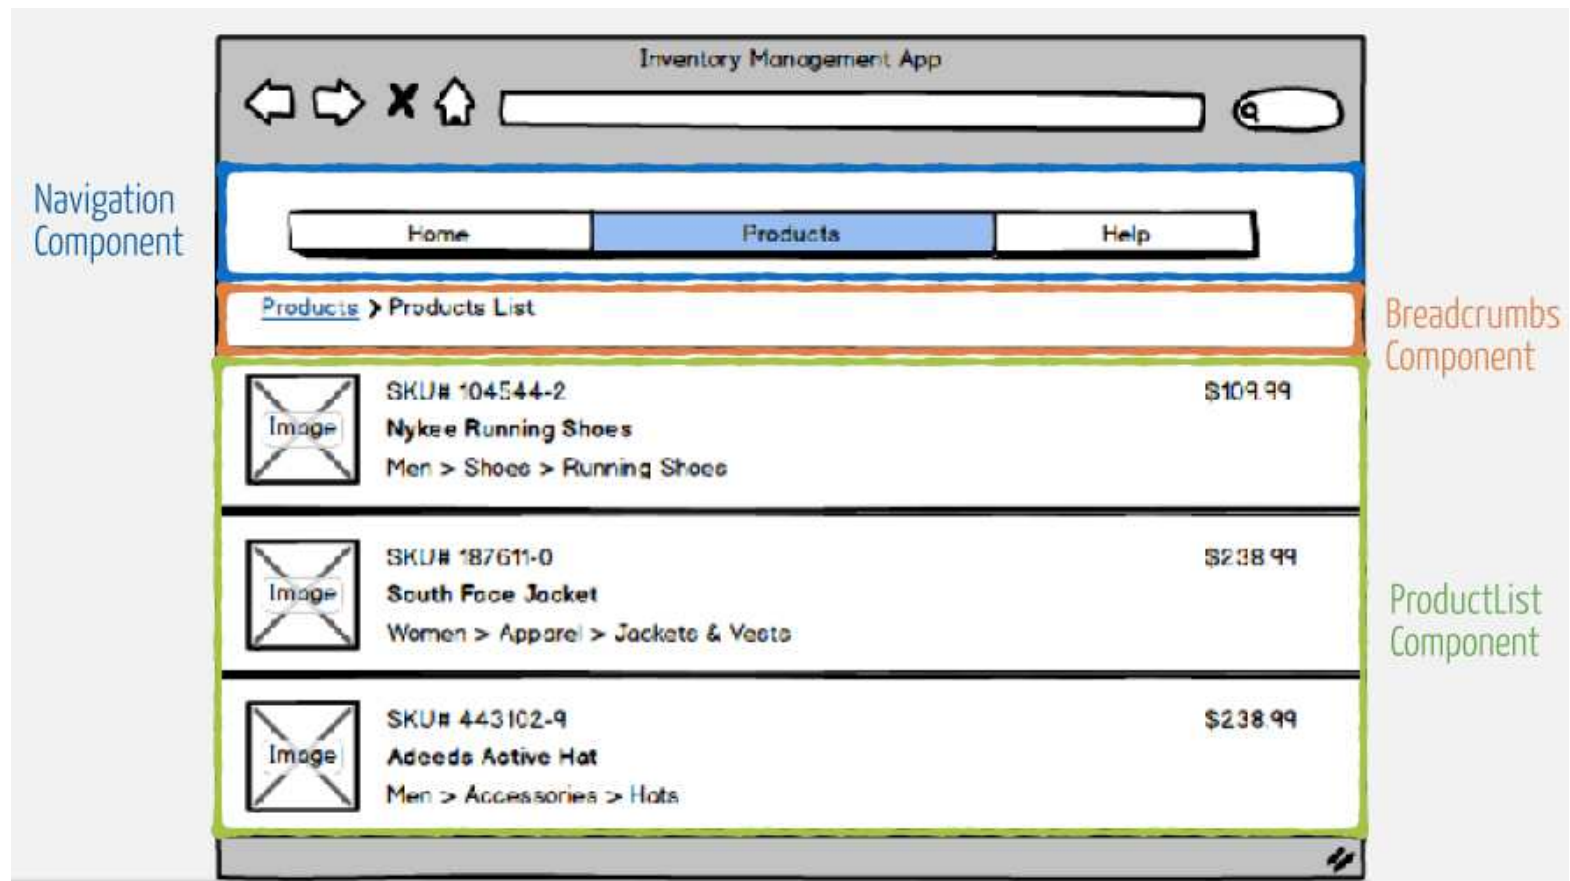 Inventory Management App
Navigation
Component
Home Products Help
Products > Products List
Breadcrumbs
Component
Image
SKU# 104544-2
$109.99
Nykee Running Shoes
Men > Shoes > Running Shoes
Image
SKU# 187611-0
$238.99
South Face Jacket
Women > Apparel > Jackets & Vests
ProductList
Component
Image
SKU# 443102-9
$238.99
Adeeds Active Hat
Men > Accessories > Hats